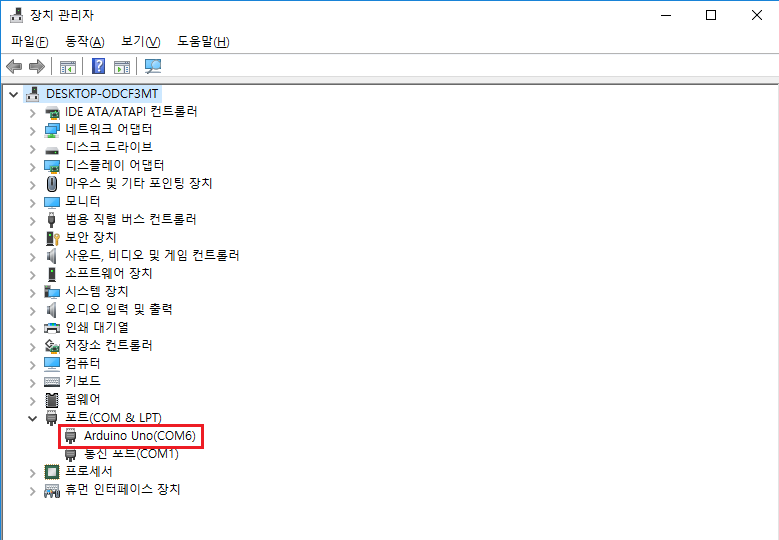 장치 관리자
파일(F) 동작(A) 보기(V) 도움말(H)
DESKTOP-ODCF3MT
IDE ATA/ATAPI 컨트롤러
네트워크 어댑터
디스크 드라이브
디스플레이 어댑터
마우스 및 기타 포인팅 장치
모니터
범용 직렬 버스 컨트롤러
보안 장치
사운드, 비디오 및 게임 컨트롤러
소프트웨어 장치
시스템 장치
오디오 입력 및 출력
인쇄 대기열
저장소 컨트롤러
컴퓨터
키보드
펌웨어
포트(COM & LPT)
Arduino Uno(COM6)
통신 포트(COM1)
프로세서
휴먼 인터페이스 장치